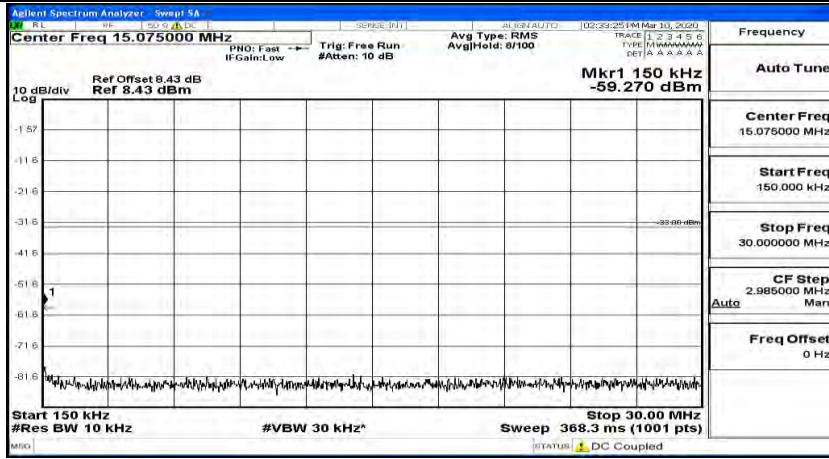 Agilent Spectrum Analyzer - Swept SA
RL RF 50 Ω DC SENSE:INT ALIGN AUTO 02:39:25 PM Mar 10, 2020
Center Freq 15.075000 MHz
PNO: Fast
IFGain:Low
Trig: Free Run
#Atten: 10 dB
Avg Type: RMS
Avg|Hold: 8/100
TRACE 1 2 3 4 5 6
TYPE MWWWWW
DET A A A A A A
Ref Offset 8.43 dB
10 dB/div Ref 8.43 dBm
Log
Mkr1 150 kHz
-59.270 dBm
-1.57
-11.6
-21.6
-31.6
-33.00 dBm
-41.6
-51.6
1
-61.6
-71.6
-81.6
Start 150 kHz
Stop 30.00 MHz
#Res BW 10 kHz #VBW 30 kHz* Sweep 368.3 ms (1001 pts)
MSG STATUS DC Coupled
Frequency
Auto Tune
Center Freq
15.075000 MHz
Start Freq
150.000 kHz
Stop Freq
30.000000 MHz
CF Step
2.985000 MHz
Auto Man
Freq Offset
0 Hz